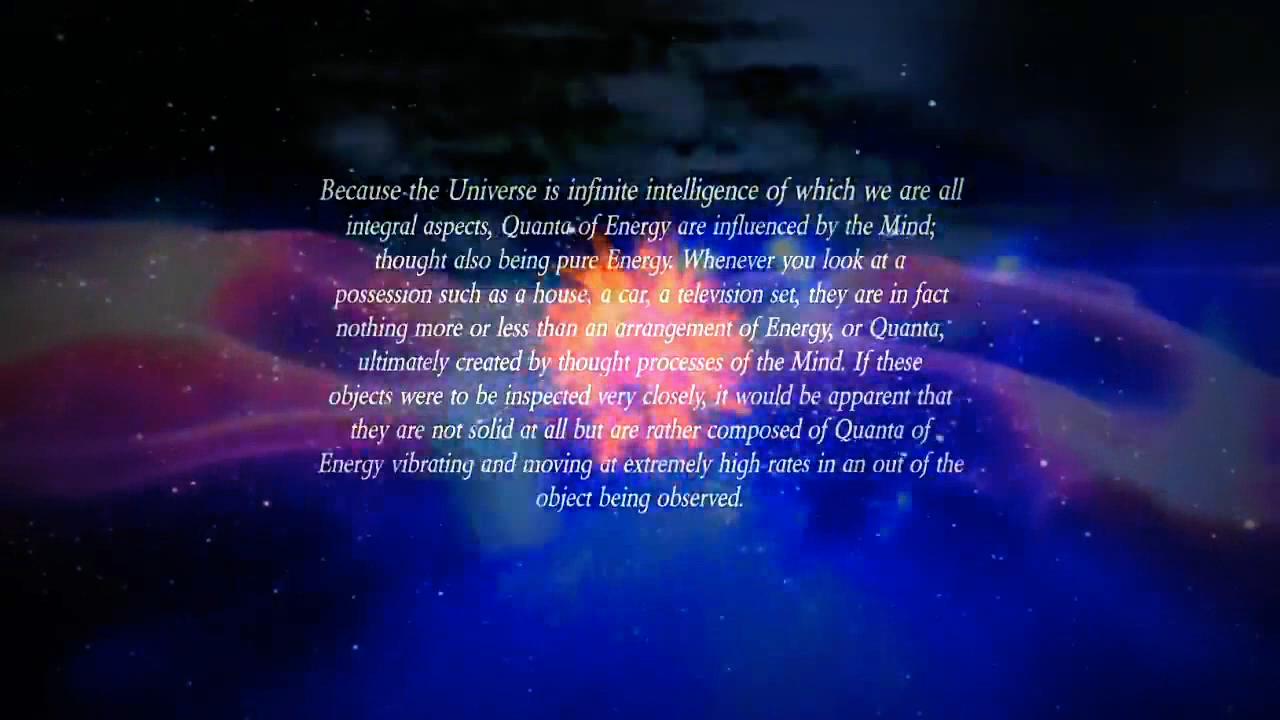 Because the Universe is infinite intelligence of which we are all
integral aspects, Quanta of Energy are influenced by the Mind;
thought also being pure Energy. Whenever you look at a
possession such as a house, a car, a television set, they are in fact
nothing more or less than an arrangement of Energy, or Quanta,
ultimately created by thought processes of the Mind. If these
objects were to be inspected very closely, it would be apparent that
they are not solid at all but are rather composed of Quanta of
Energy vibrating and moving at extremely high rates in an out of the
object being observed.